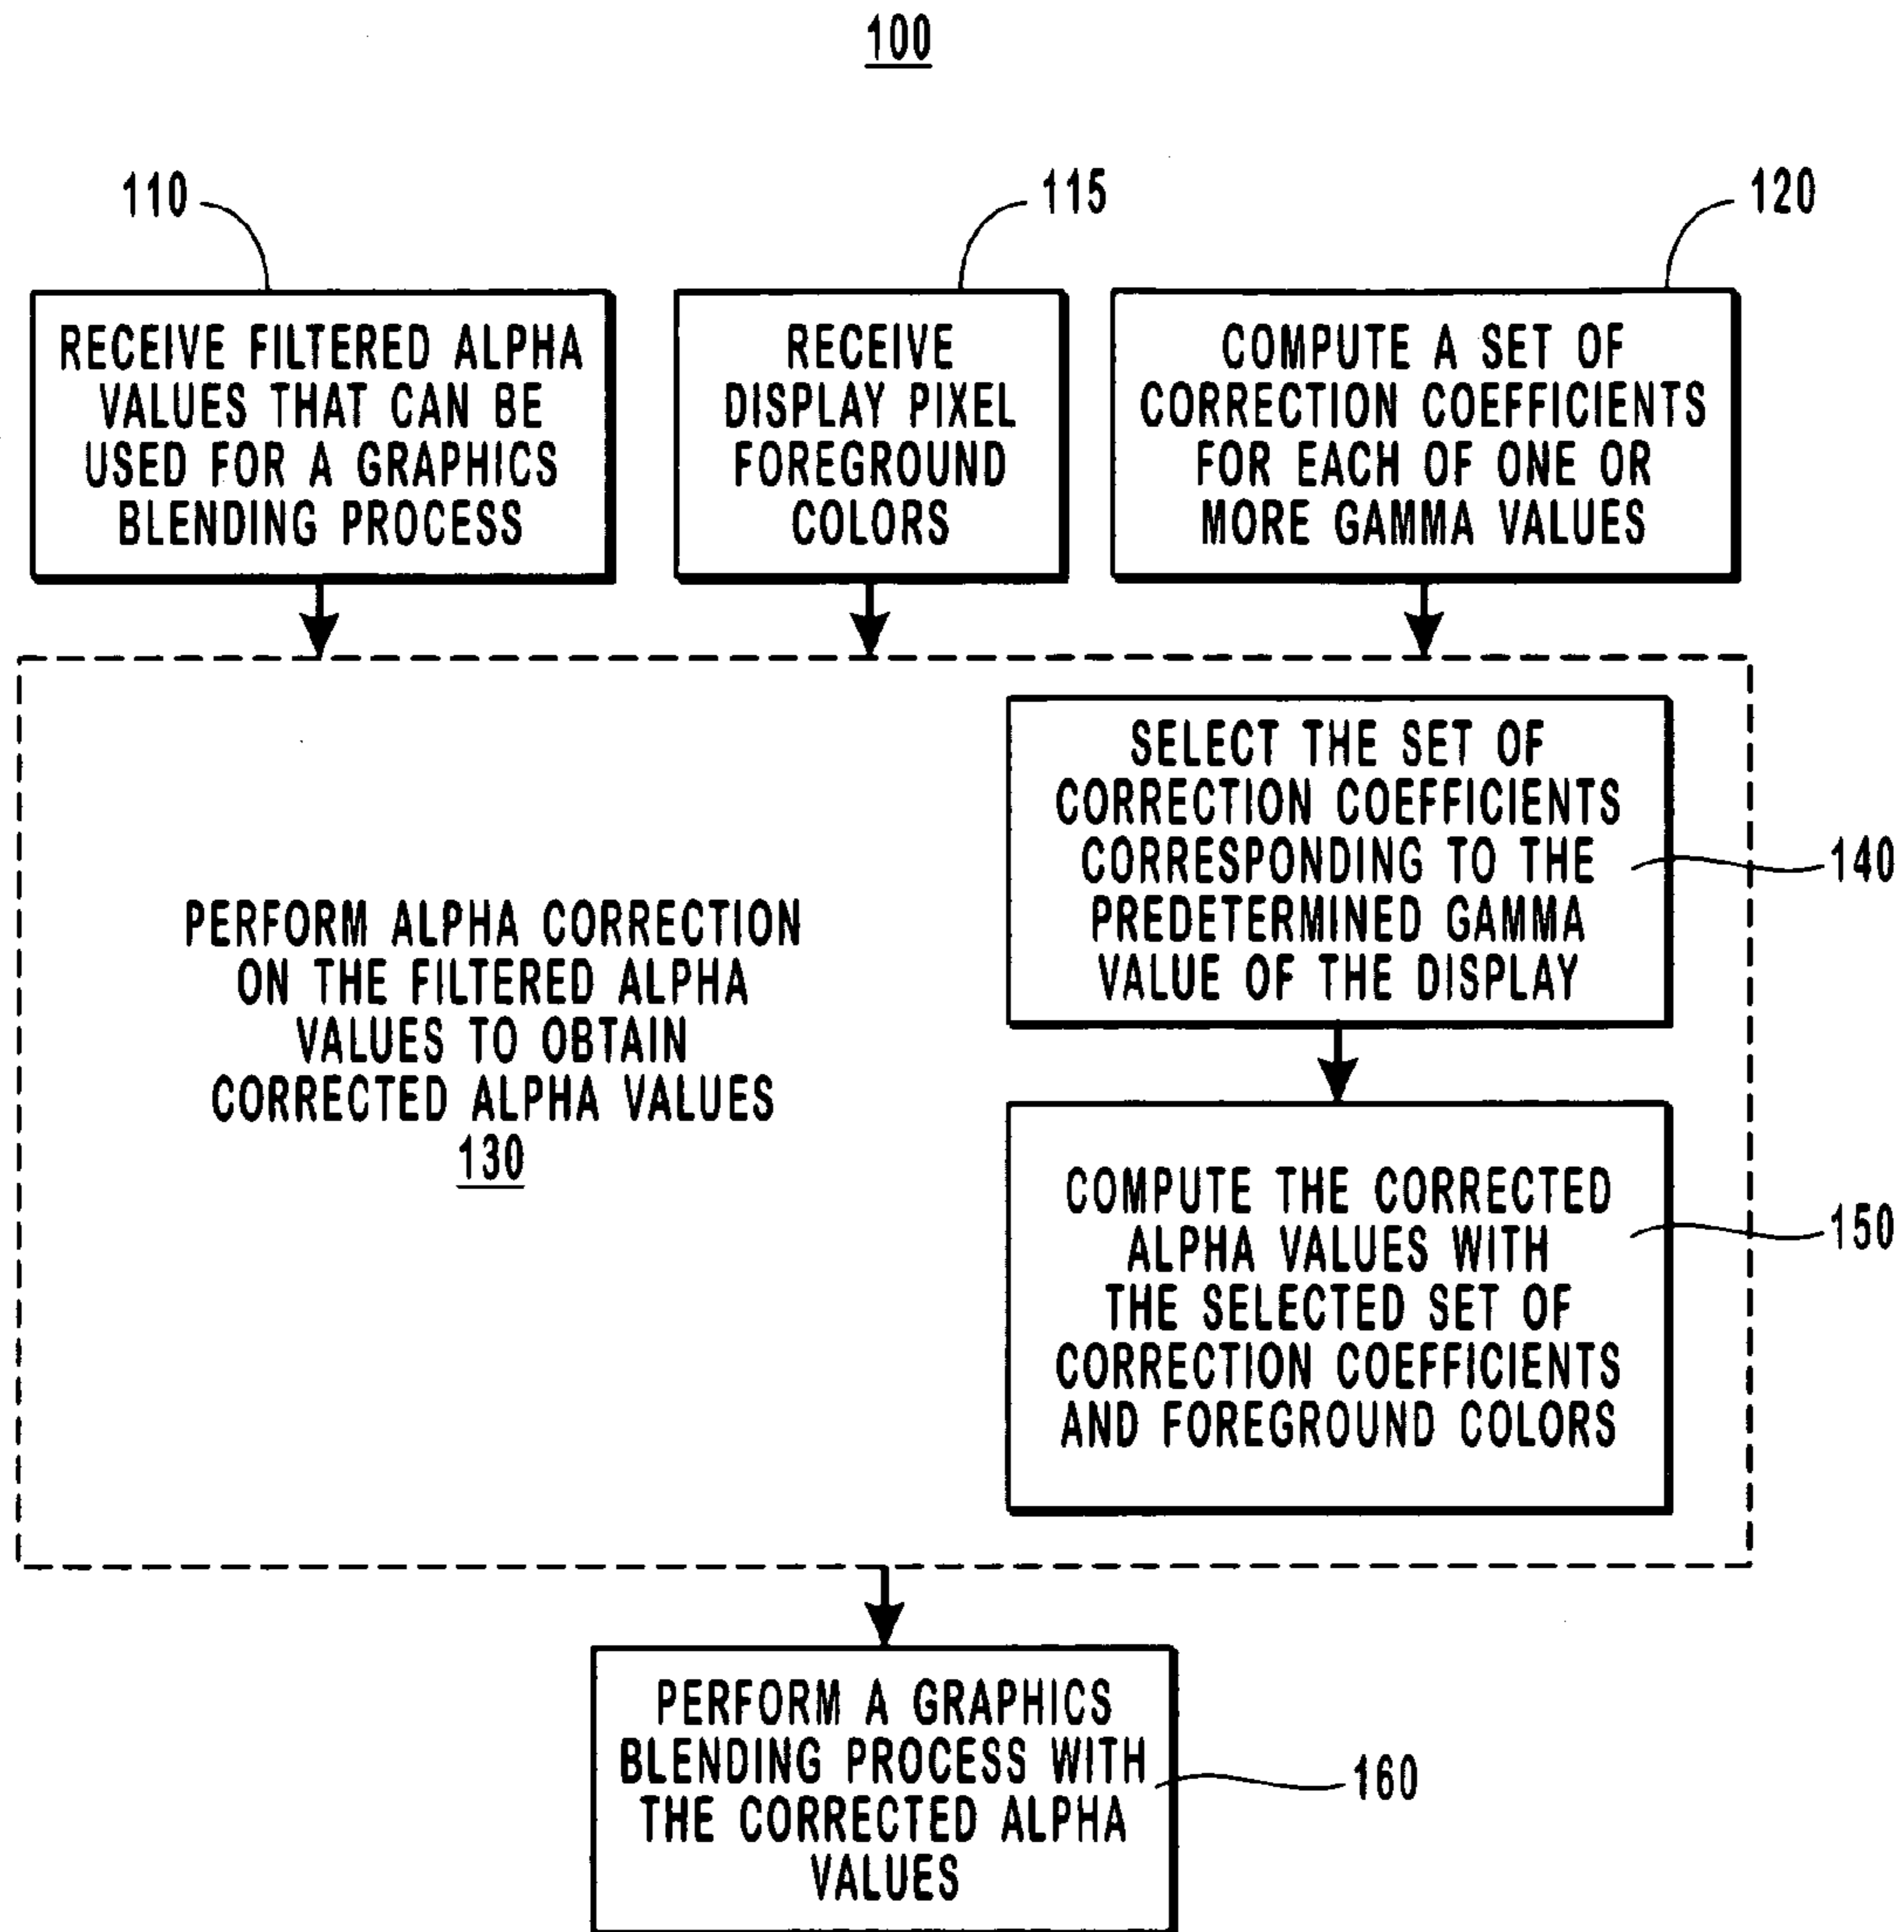 100
110
115
120
RECEIVE FILTERED ALPHA
VALUES THAT CAN BE
USED FOR A GRAPHICS
BLENDING PROCESS
RECEIVE
DISPLAY PIXEL
FOREGROUND
COLORS
COMPUTE A SET OF
CORRECTION COEFFICIENTS
FOR EACH OF ONE OR
MORE GAMMA VALUES
PERFORM ALPHA CORRECTION
ON THE FILTERED ALPHA
VALUES TO OBTAIN
CORRECTED ALPHA VALUES
130
SELECT THE SET OF
CORRECTION COEFFICIENTS
CORRESPONDING TO THE
PREDETERMINED GAMMA
VALUE OF THE DISPLAY
140
COMPUTE THE CORRECTED
ALPHA VALUES WITH
THE SELECTED SET OF
CORRECTION COEFFICIENTS
AND FOREGROUND COLORS
150
PERFORM A GRAPHICS
BLENDING PROCESS WITH
THE CORRECTED ALPHA
VALUES
160